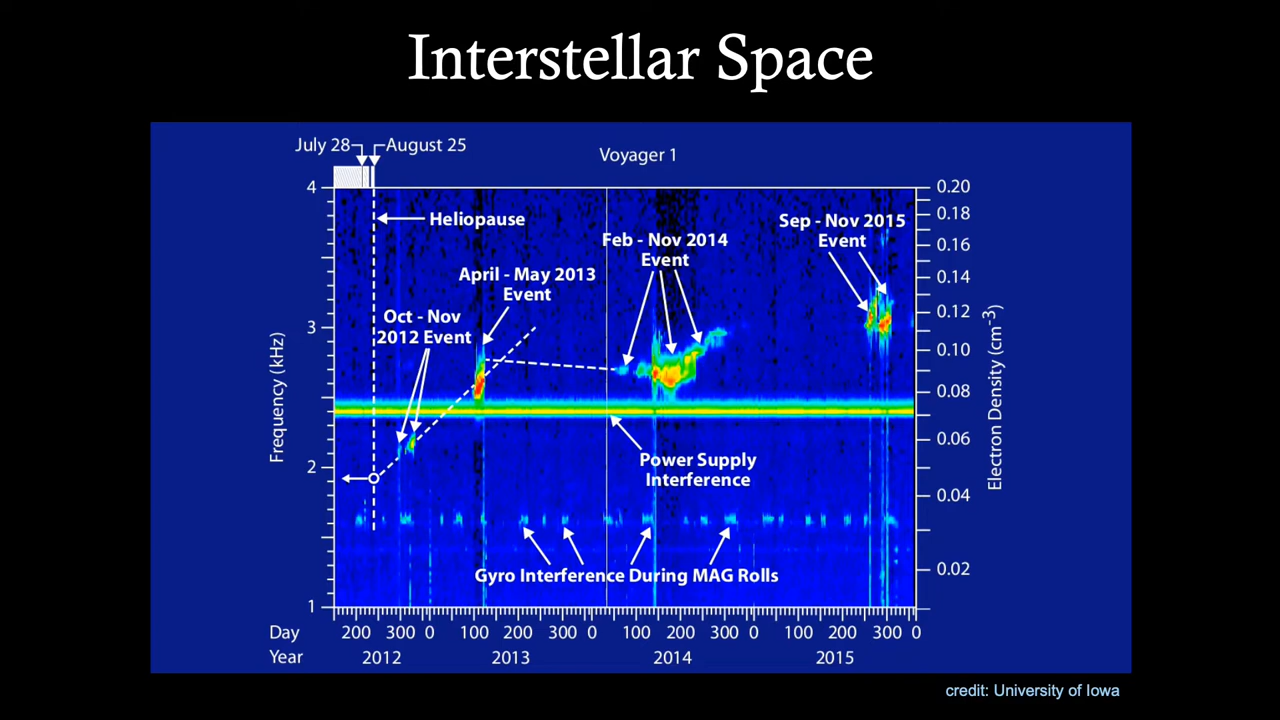 Interstellar Space
July 28
August 25
Voyager 1
4
0.20
Heliopause
0.18
Sep - Nov 2015
Event
Feb - Nov 2014
Event
0.16
April - May 2013
Event
0.14
Oct - Nov
2012 Event
3
0.12
0.10
Frequency (kHz)
Electron Density (cm⁻³)
0.08
0.06
Power Supply
Interference
2
0.04
Gyro Interference During MAG Rolls
0.02
1
Day 200 300 0 100 200 300 0 100 200 300 0 100 200 300 0
Year 2012 2013 2014 2015
credit: University of Iowa